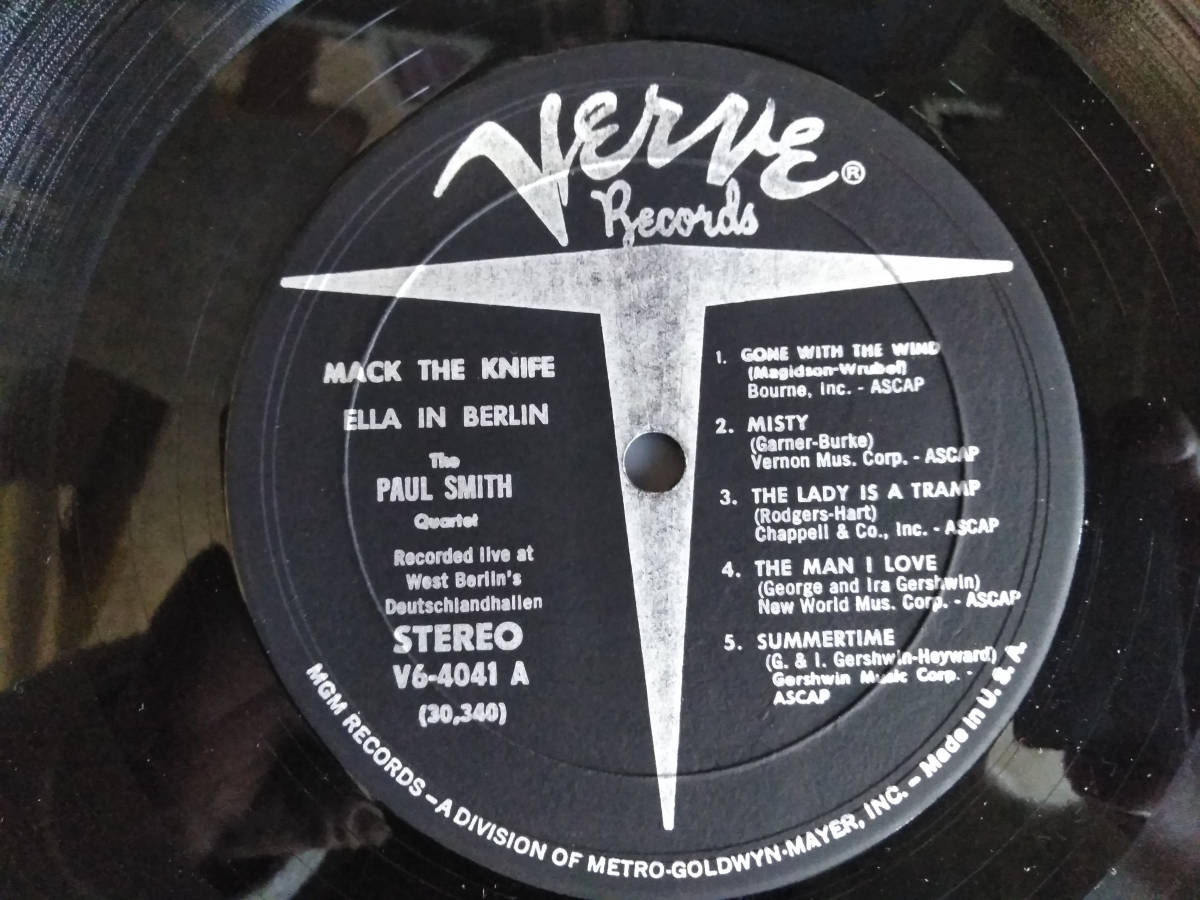 Verve®
Records
MACK THE KNIFE
ELLA IN BERLIN
The
PAUL SMITH
Quartet
Recorded live at
West Berlin's
Deutschlandhallen
STEREO
V6-4041 A
(30,340)
1. GONE WITH THE WIND
(Magidson-Wrubel)
Bourne, Inc. - ASCAP
2. MISTY
(Garner-Burke)
Vernon Mus. Corp. - ASCAP
3. THE LADY IS A TRAMP
(Rodgers-Hart)
Chappell & Co., Inc. - ASCAP
4. THE MAN I LOVE
(George and Ira Gershwin)
New World Mus. Corp. - ASCAP
5. SUMMERTIME
(G. & I. Gershwin-Heyward)
Gershwin Music Corp. -
ASCAP
MGM RECORDS – A DIVISION OF METRO-GOLDWYN-MAYER, INC. – Made in U. S. A.